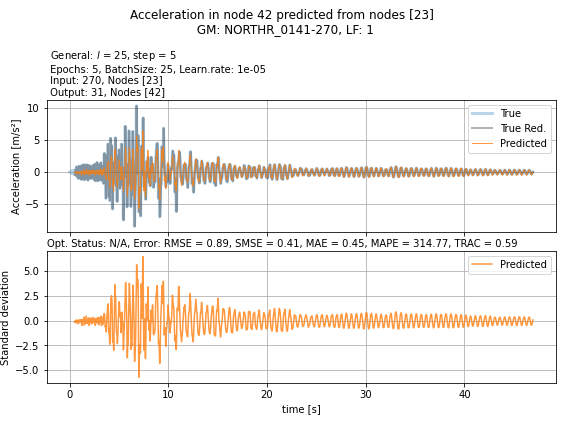 Acceleration in node 42 predicted from nodes [23]
GM: NORTHR_0141-270, LF: 1
General: l = 25, step = 5
Epochs: 5, BatchSize: 25, Learn.rate: 1e-05
Input: 270, Nodes [23]
Output: 31, Nodes [42]
10
5
0
−5
Acceleration [m/s²]
True
True Red.
Predicted
Opt. Status: N/A, Error: RMSE = 0.89, SMSE = 0.41, MAE = 0.45, MAPE = 314.77, TRAC = 0.59
5.0
2.5
0.0
−2.5
−5.0
Standard deviation
Predicted
0 10 20 30 40
time [s]